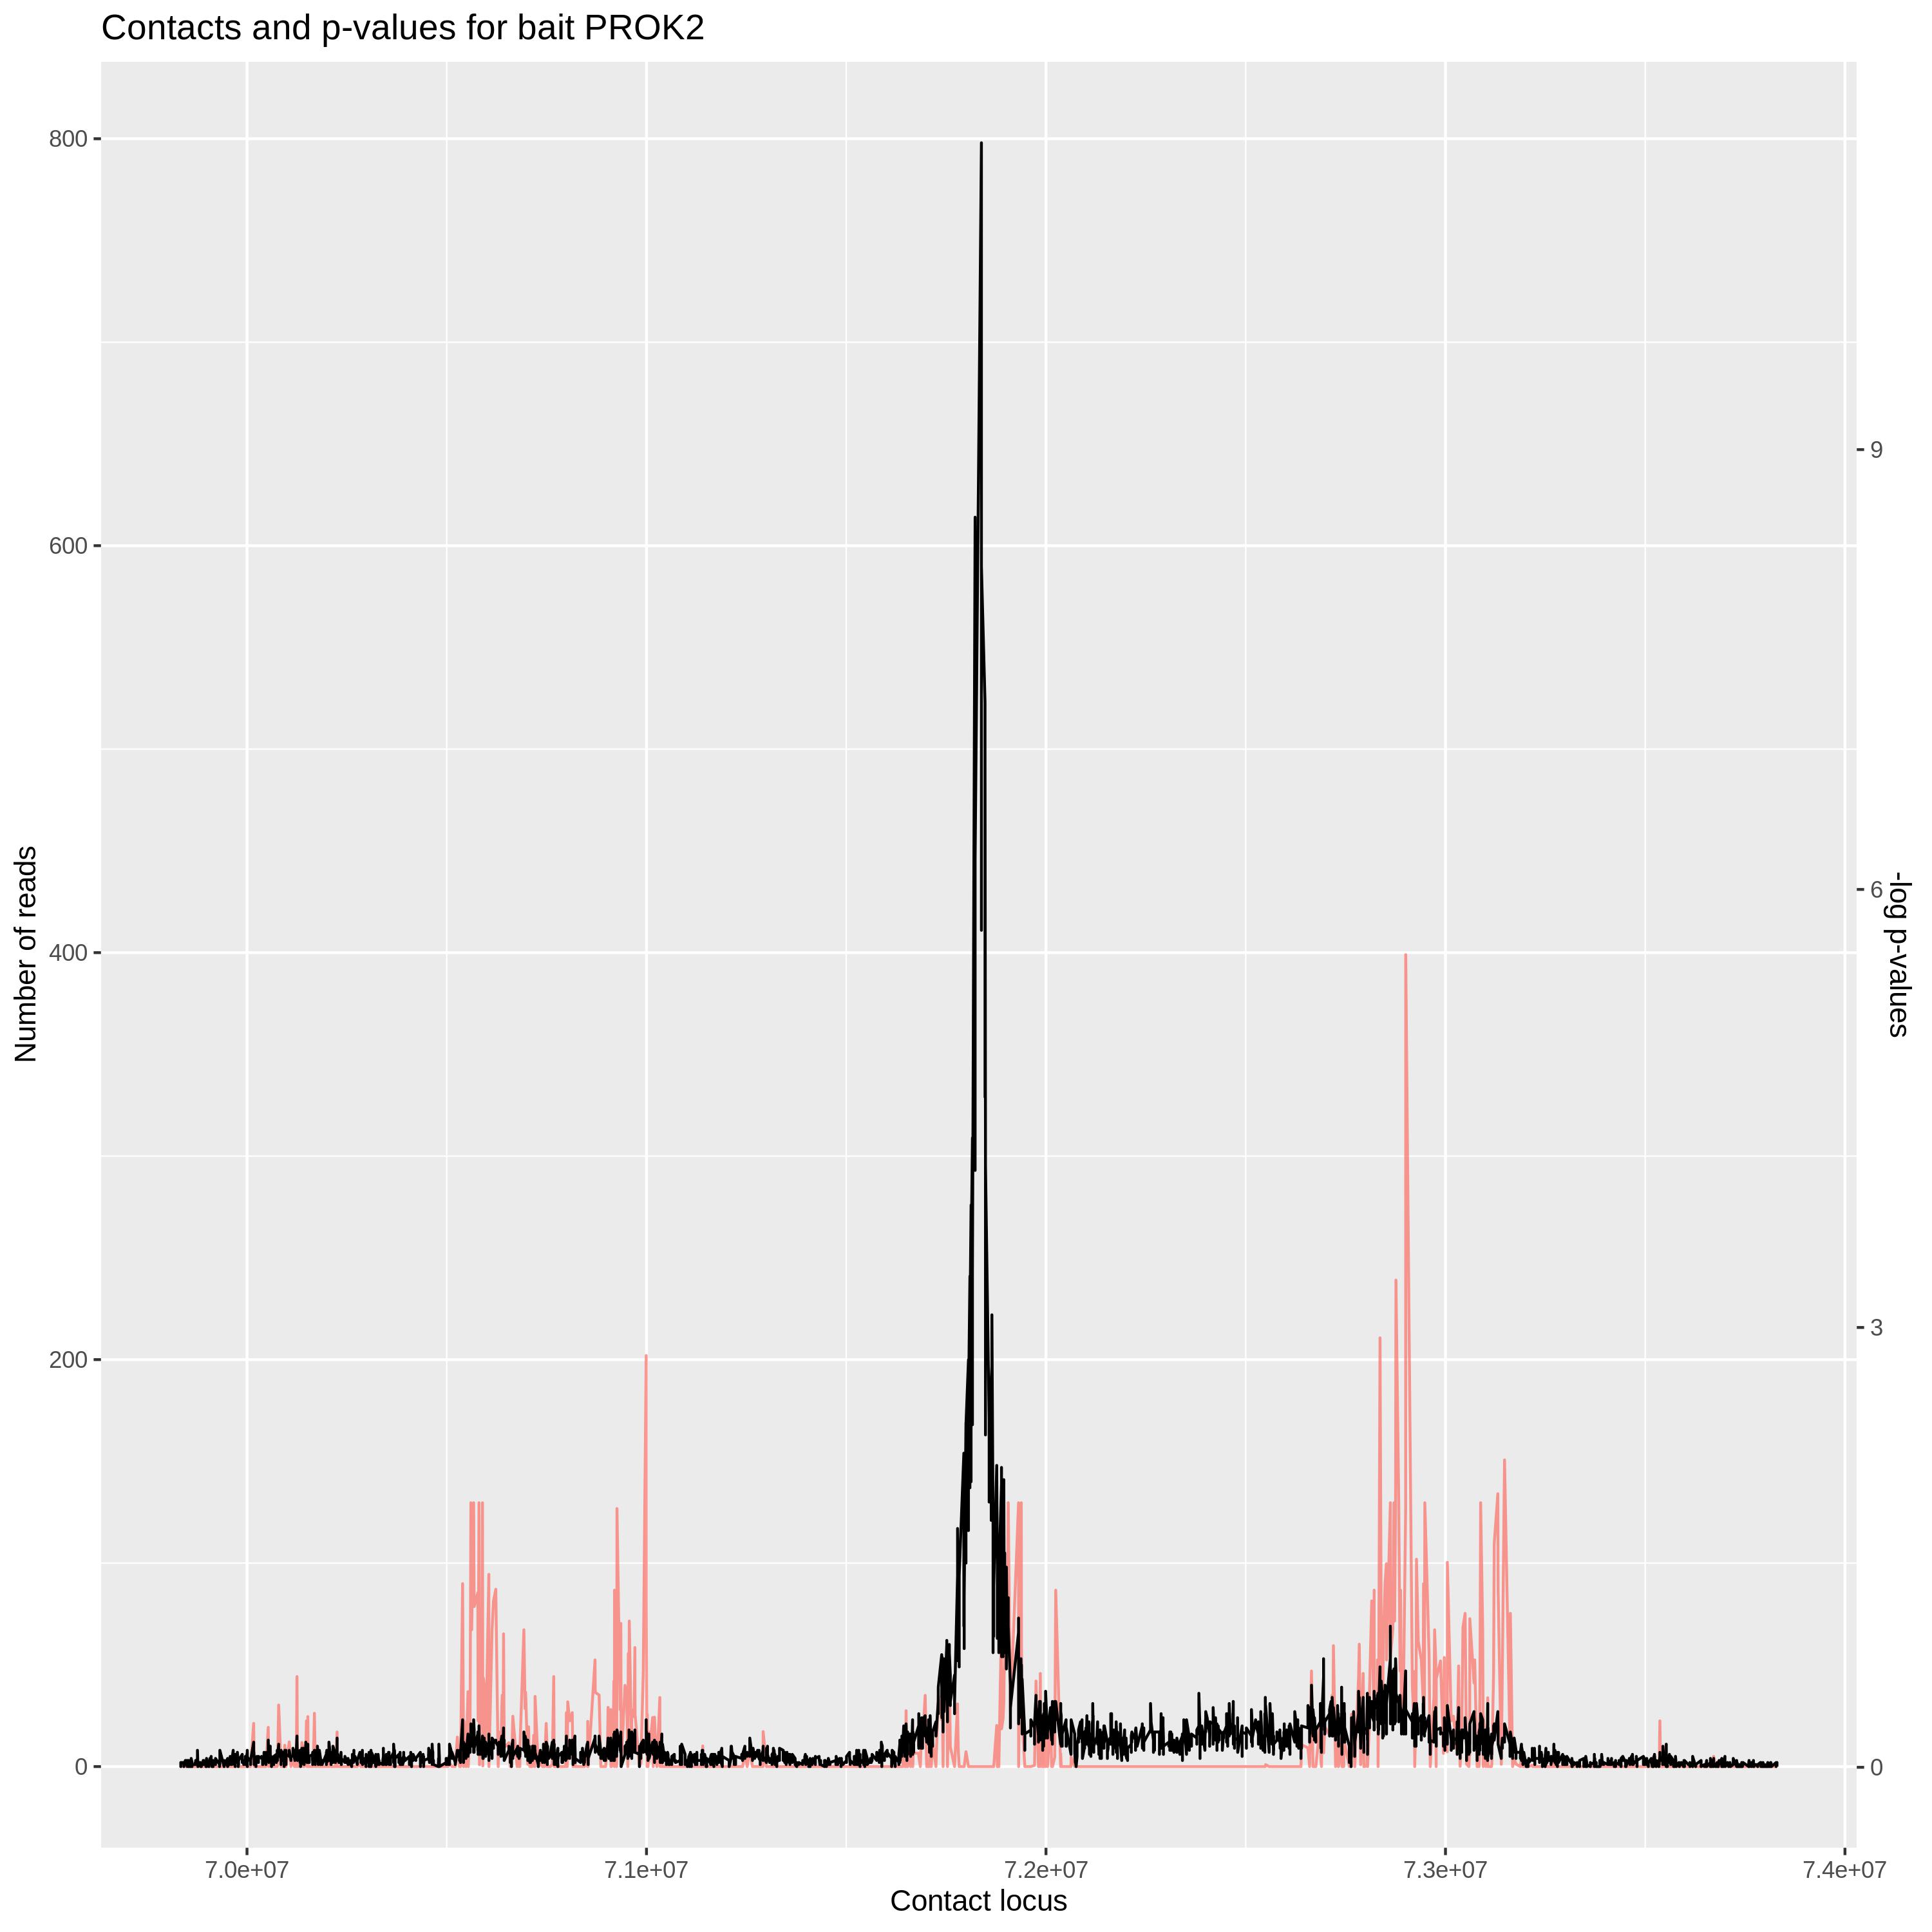 Contacts and p-values for bait PROK2
800
600
400
200
0
Number of reads
9
6
3
0
-log p-values
7.0e+07
7.1e+07
7.2e+07
7.3e+07
7.4e+07
Contact locus